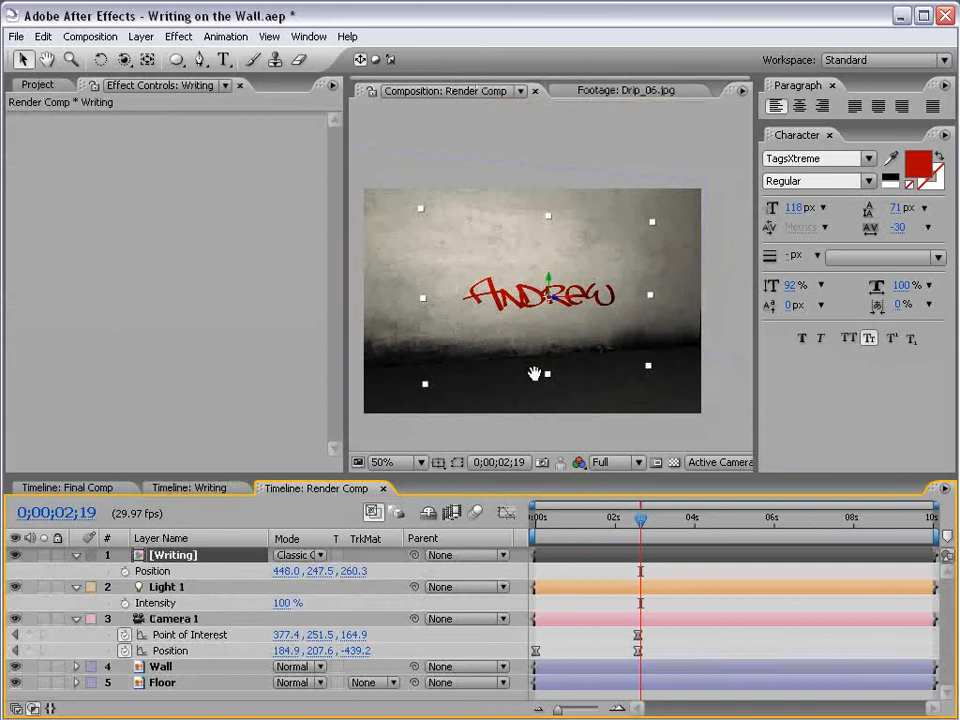 Adobe After Effects - Writing on the Wall.aep *
File Edit Composition Layer Effect Animation View Window Help
Workspace: Standard
Project Effect Controls: Writing
Render Comp * Writing
Composition: Render Comp Footage: Drip_06.jpg
ANDREW
50% 0;00;02;19 Full Active Camera
Paragraph
Character
TagsXtreme
Regular
118 px 71 px
Metrics -30
- px
92 % 100 %
0 px 0 %
T T TT Tr T¹ T₁
Timeline: Final Comp Timeline: Writing Timeline: Render Comp
0;00;02;19 (29.97 fps)
:00s 02s 04s 06s 08s 10s
# Layer Name Mode T TrkMat Parent
1 [Writing] Classic C None
Position 448.0, 247.5, 260.3
2 Light 1 None
Intensity 100 %
3 Camera 1 None
Point of Interest 377.4, 251.5, 164.9
Position 184.9, 207.6, -439.2
4 Wall Normal None
5 Floor Normal None None